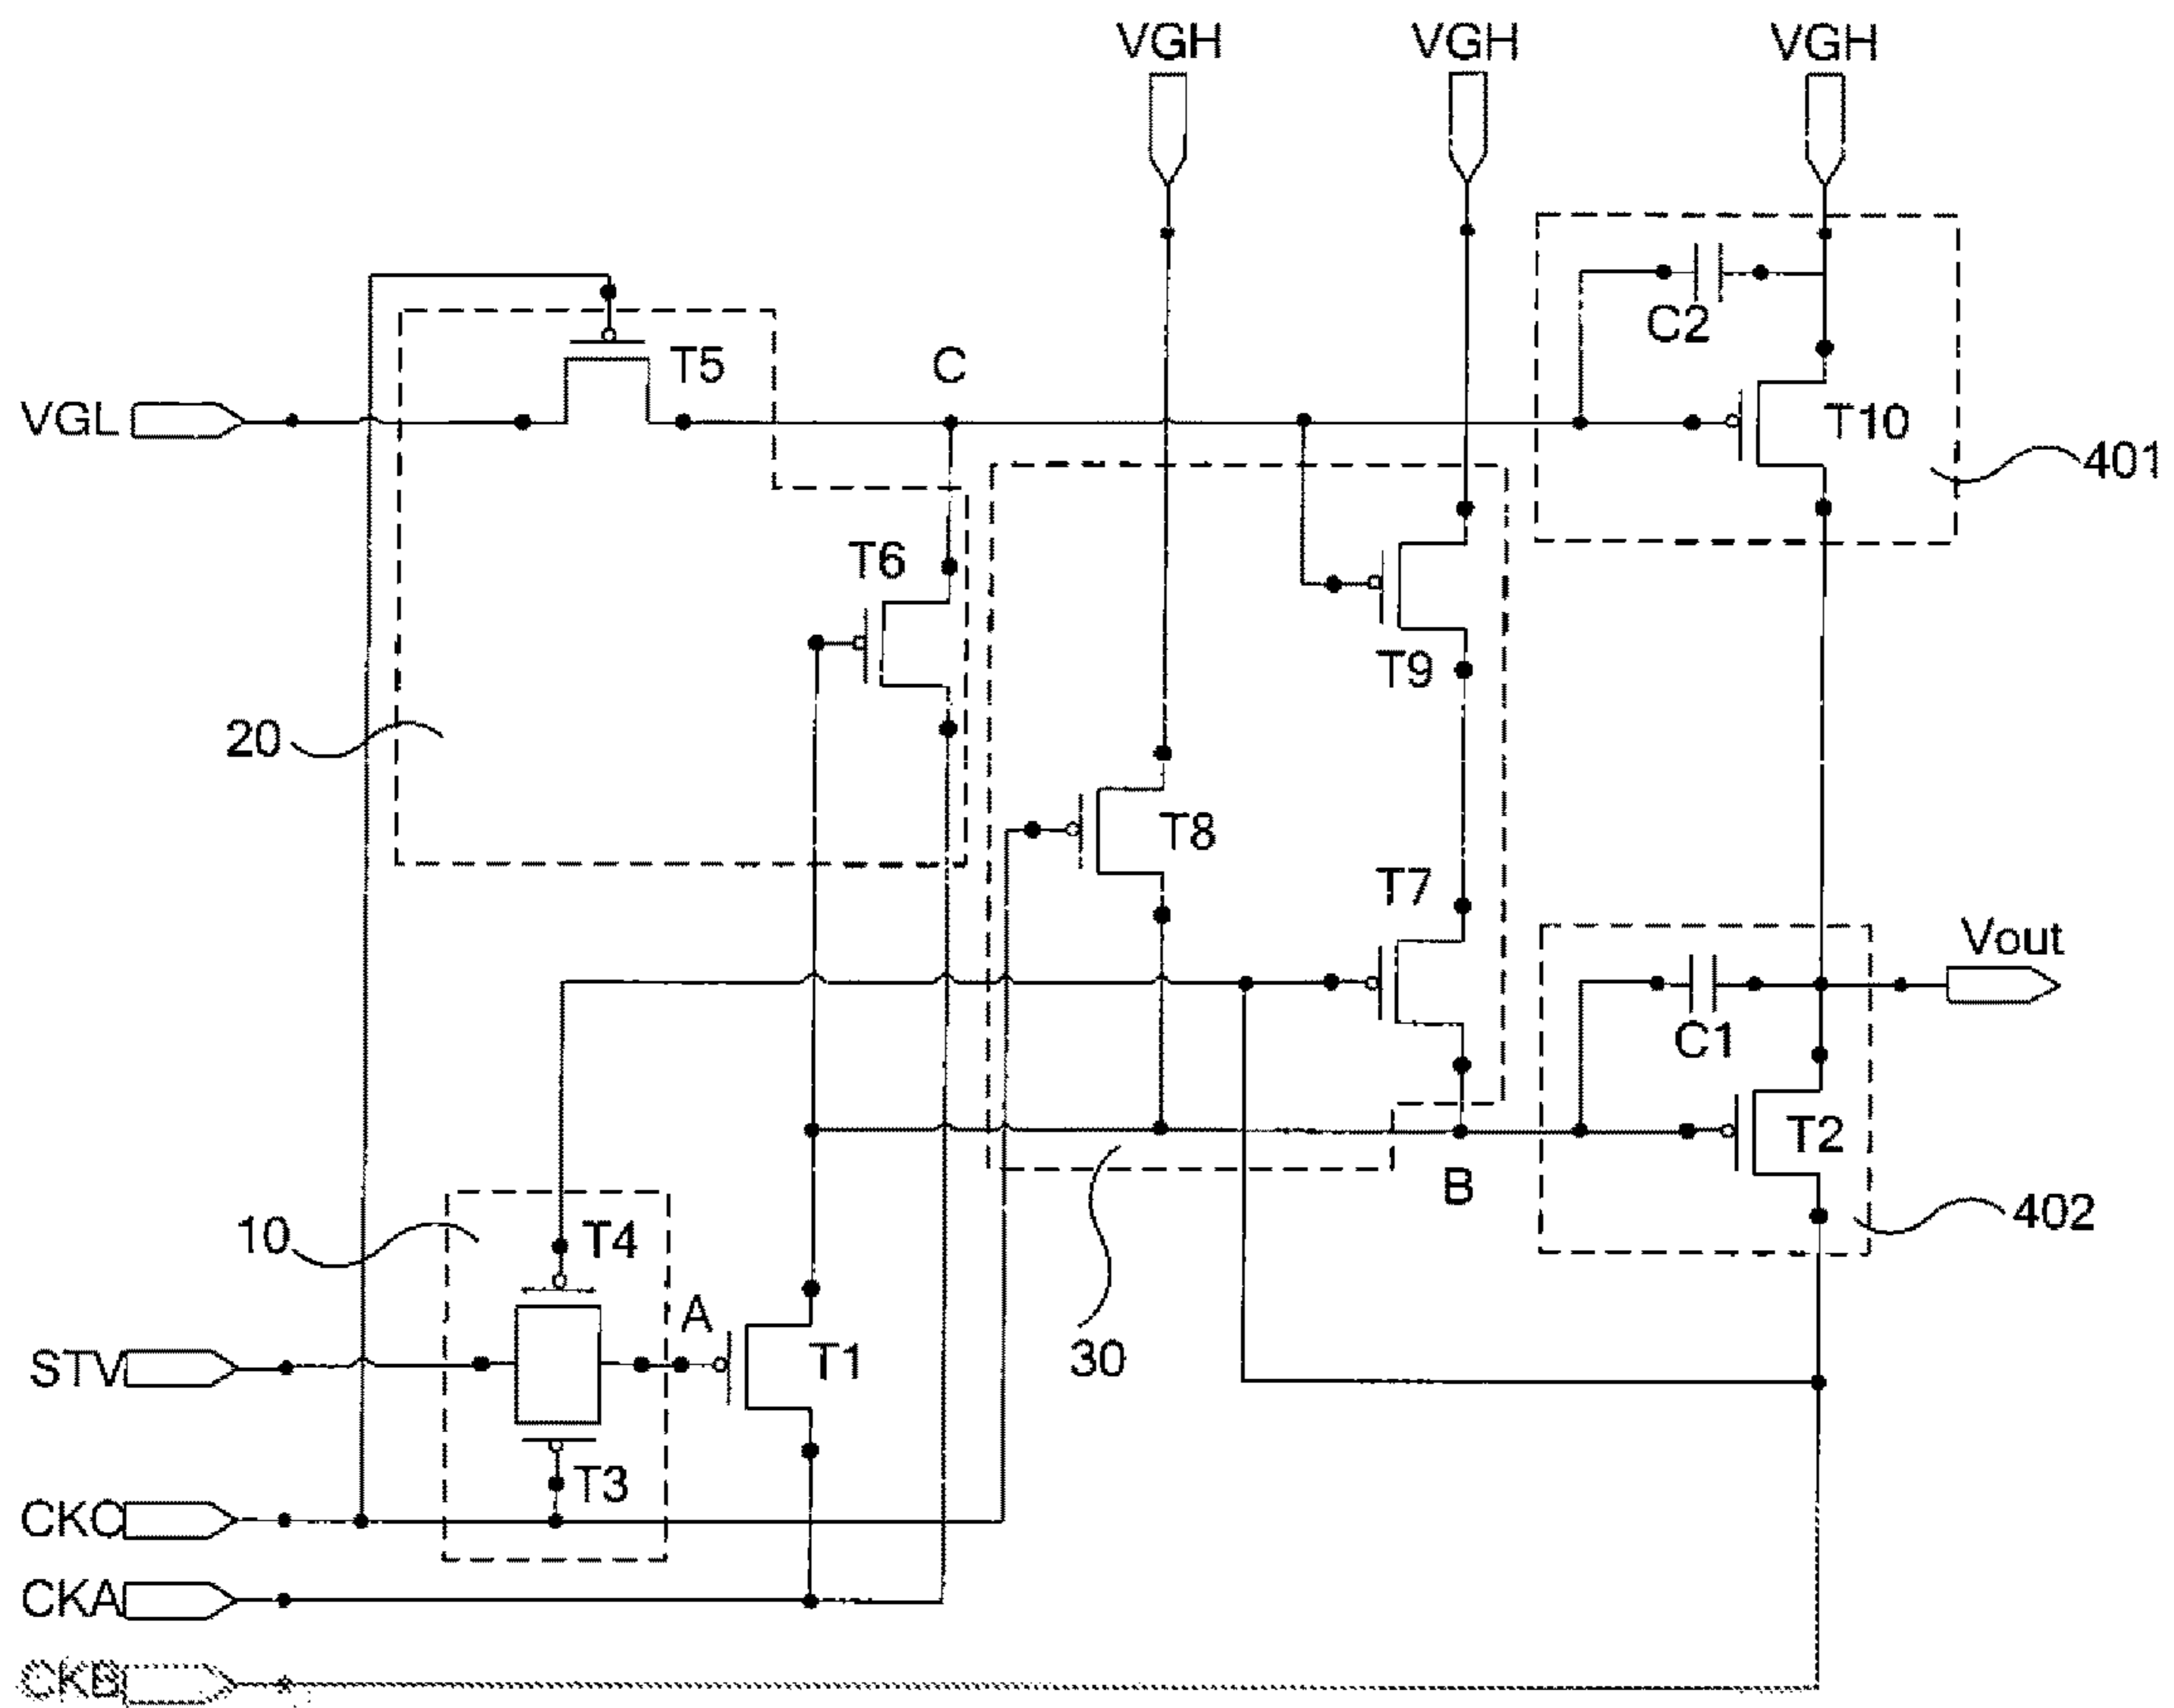 VGH VGH VGH
C2
T5 C
VGL T10
401
T6
T9
20
T8
T7
Vout
C1
T2
B
10 T4 402
A
STV T1 30
T3
CKC
CKA
CKB